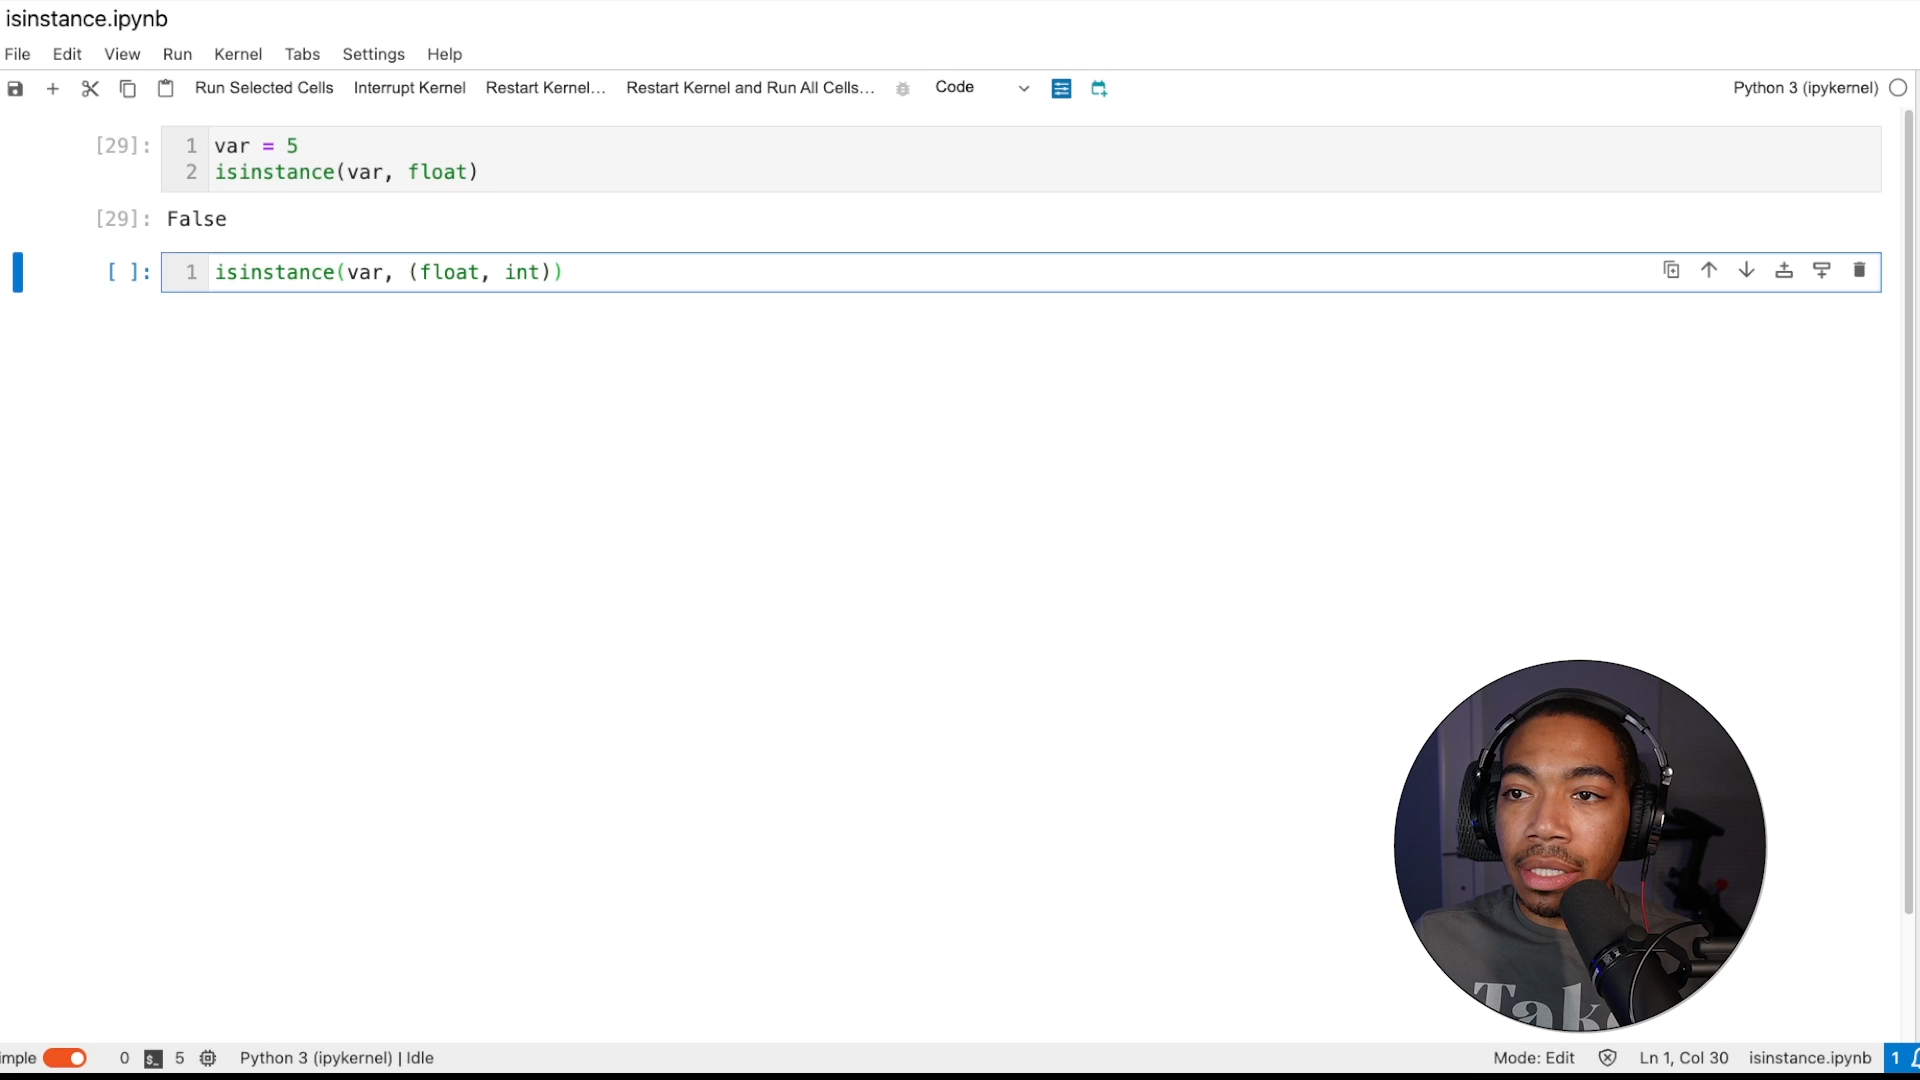 isinstance.ipynb
File Edit View Run Kernel Tabs Settings Help
Run Selected Cells Interrupt Kernel Restart Kernel... Restart Kernel and Run All Cells... Code Python 3 (ipykernel)
[29]: 1 var = 5
2 isinstance(var, float)
[29]: False
[ ]: 1 isinstance(var, (float, int))
Take
imple 0 $_ 5 Python 3 (ipykernel) | Idle Mode: Edit Ln 1, Col 30 isinstance.ipynb 1